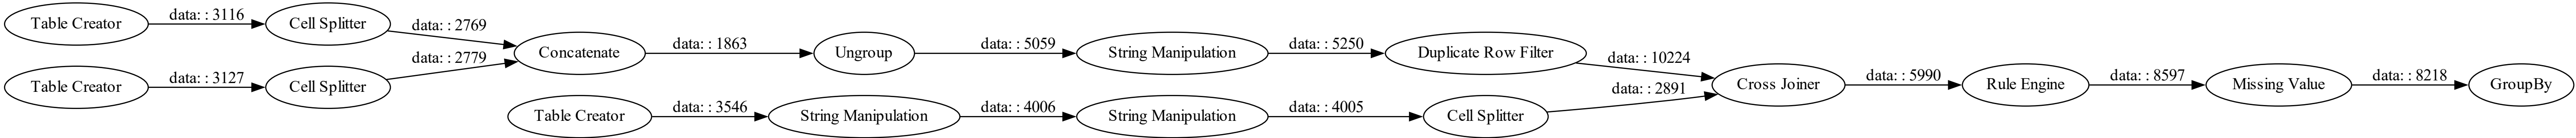 Table Creator
data: : 3116
Cell Splitter
data: : 2769
Table Creator
data: : 3127
Cell Splitter
data: : 2779
Concatenate
data: : 1863
Ungroup
data: : 5059
String Manipulation
data: : 5250
Duplicate Row Filter
data: : 10224
Table Creator
data: : 3546
String Manipulation
data: : 4006
String Manipulation
data: : 4005
Cell Splitter
data: : 2891
Cross Joiner
data: : 5990
Rule Engine
data: : 8597
Missing Value
data: : 8218
GroupBy